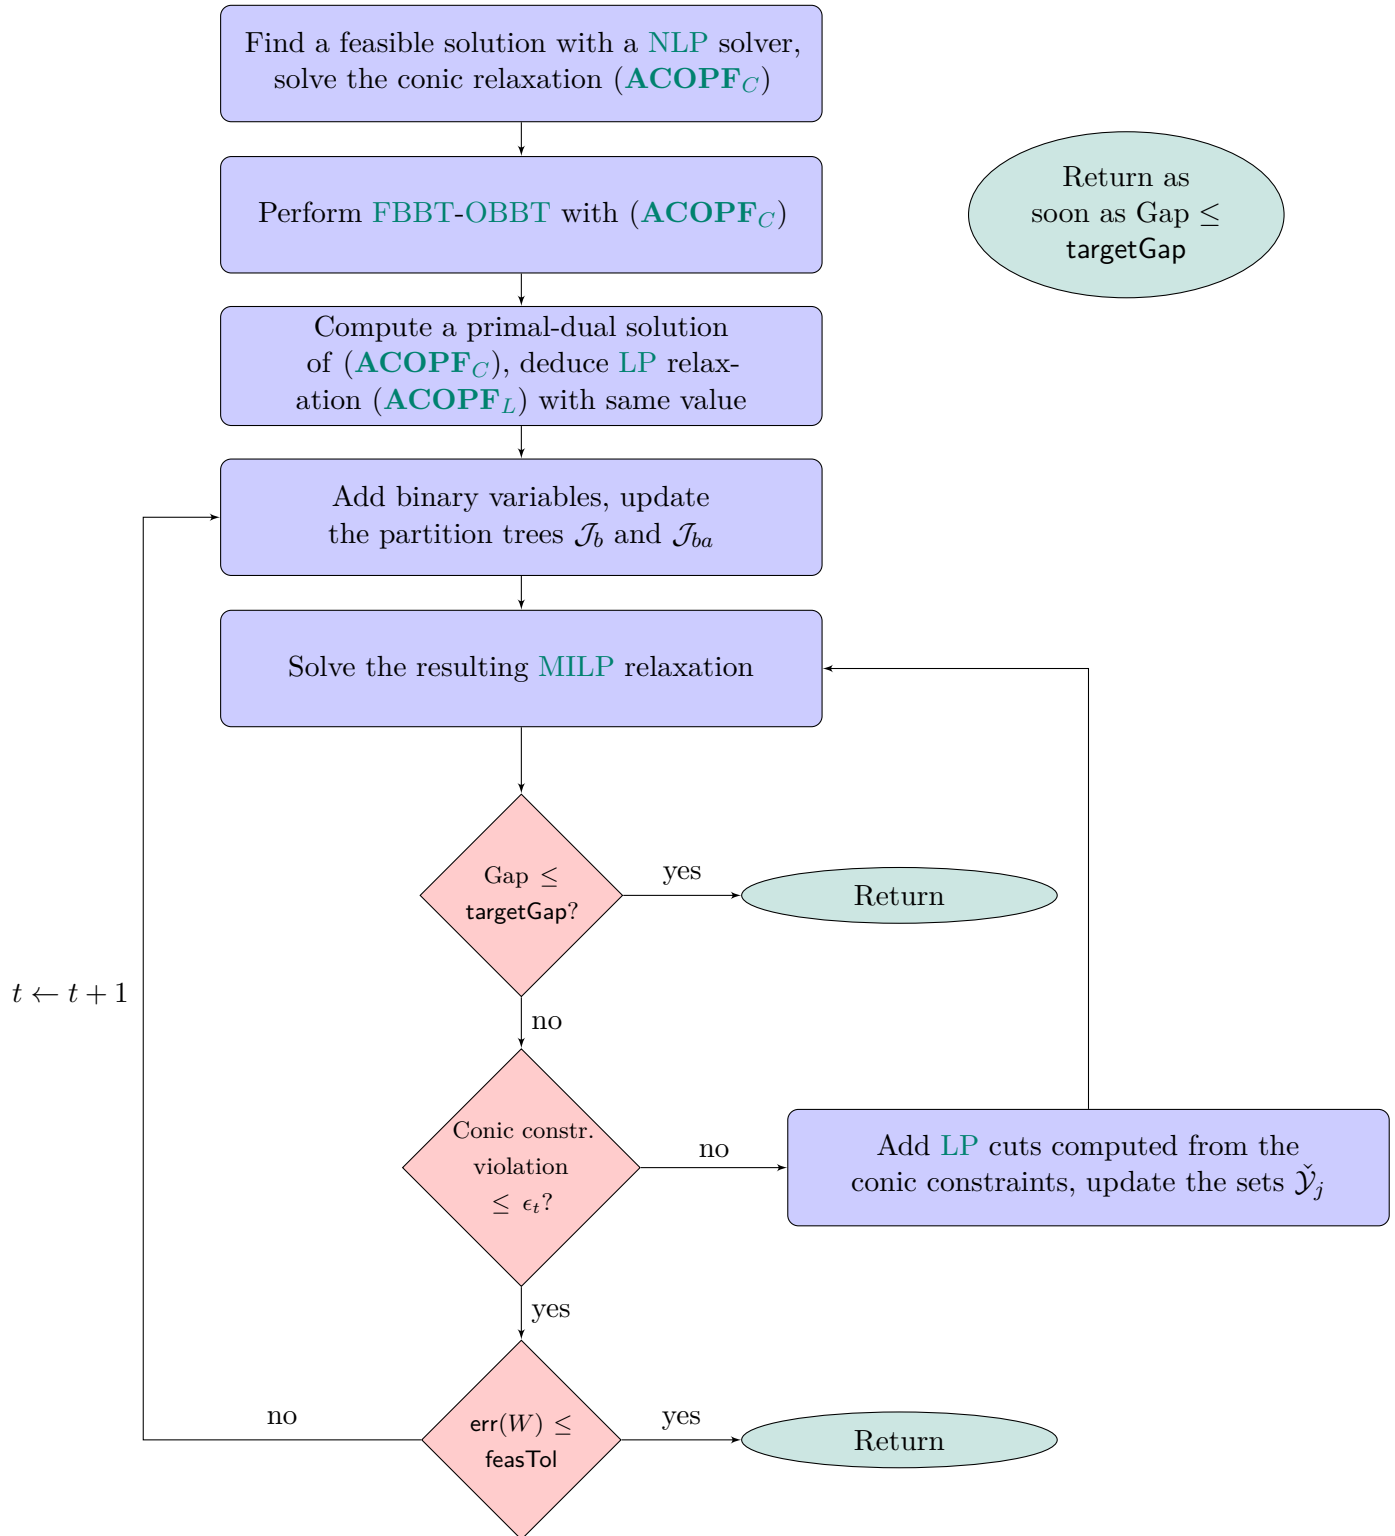 Find a feasible solution with a NLP solver,
solve the conic relaxation (ACOPF_C)
Perform FBBT-OBBT with (ACOPF_C)
Return as
soon as Gap ≤
targetGap
Compute a primal-dual solution
of (ACOPF_C), deduce LP relax-
ation (ACOPF_L) with same value
Add binary variables, update
the partition trees 𝒥_b and 𝒥_ba
Solve the resulting MILP relaxation
Gap ≤
targetGap?
yes
Return
t ← t + 1
no
Conic constr.
violation
≤ ϵ_t?
no
Add LP cuts computed from the
conic constraints, update the sets 𝒴̌_j
yes
err(W) ≤
feasTol
no
yes
Return